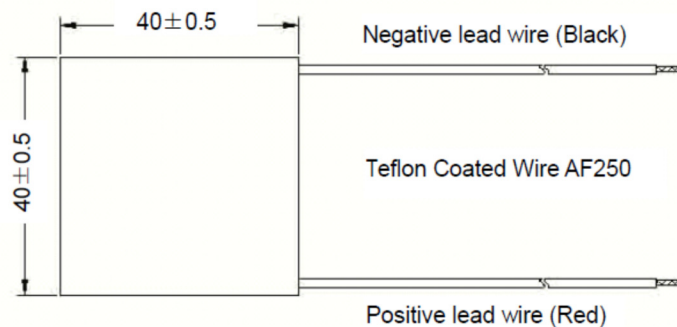 40±0.5
Negative lead wire (Black)
40±0.5
Teflon Coated Wire AF250
Positive lead wire (Red)